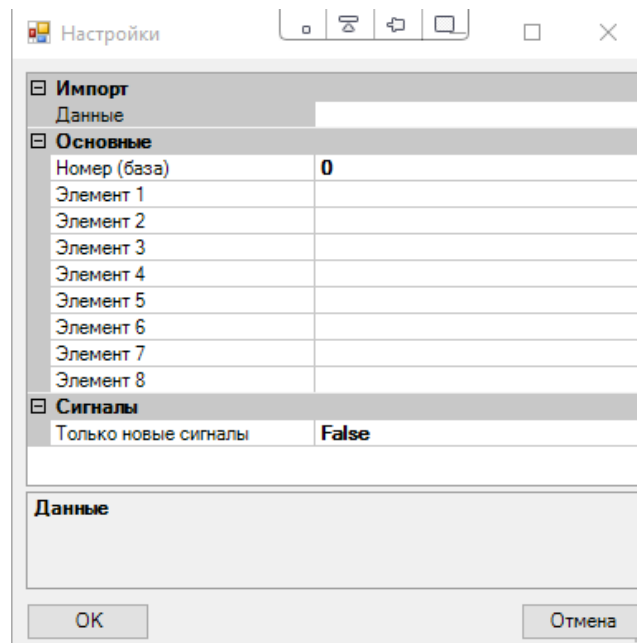 Настройки
Импорт
Данные
Основные
Номер (база) 0
Элемент 1
Элемент 2
Элемент 3
Элемент 4
Элемент 5
Элемент 6
Элемент 7
Элемент 8
Сигналы
Только новые сигналы False
Данные
OK Отмена